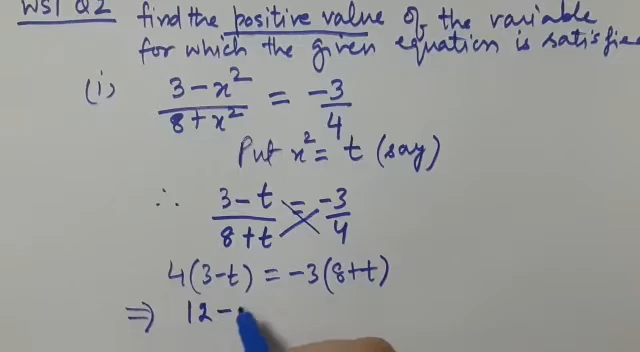 WS1 Q2 find the positive value of the variable
for which the given equation is satisfied
(i) (3-x²)/(8+x²) = -3/4
Put x² = t (say)
∴ (3-t)/(8+t) = -3/4
4(3-t) = -3(8+t)
⇒ 12-